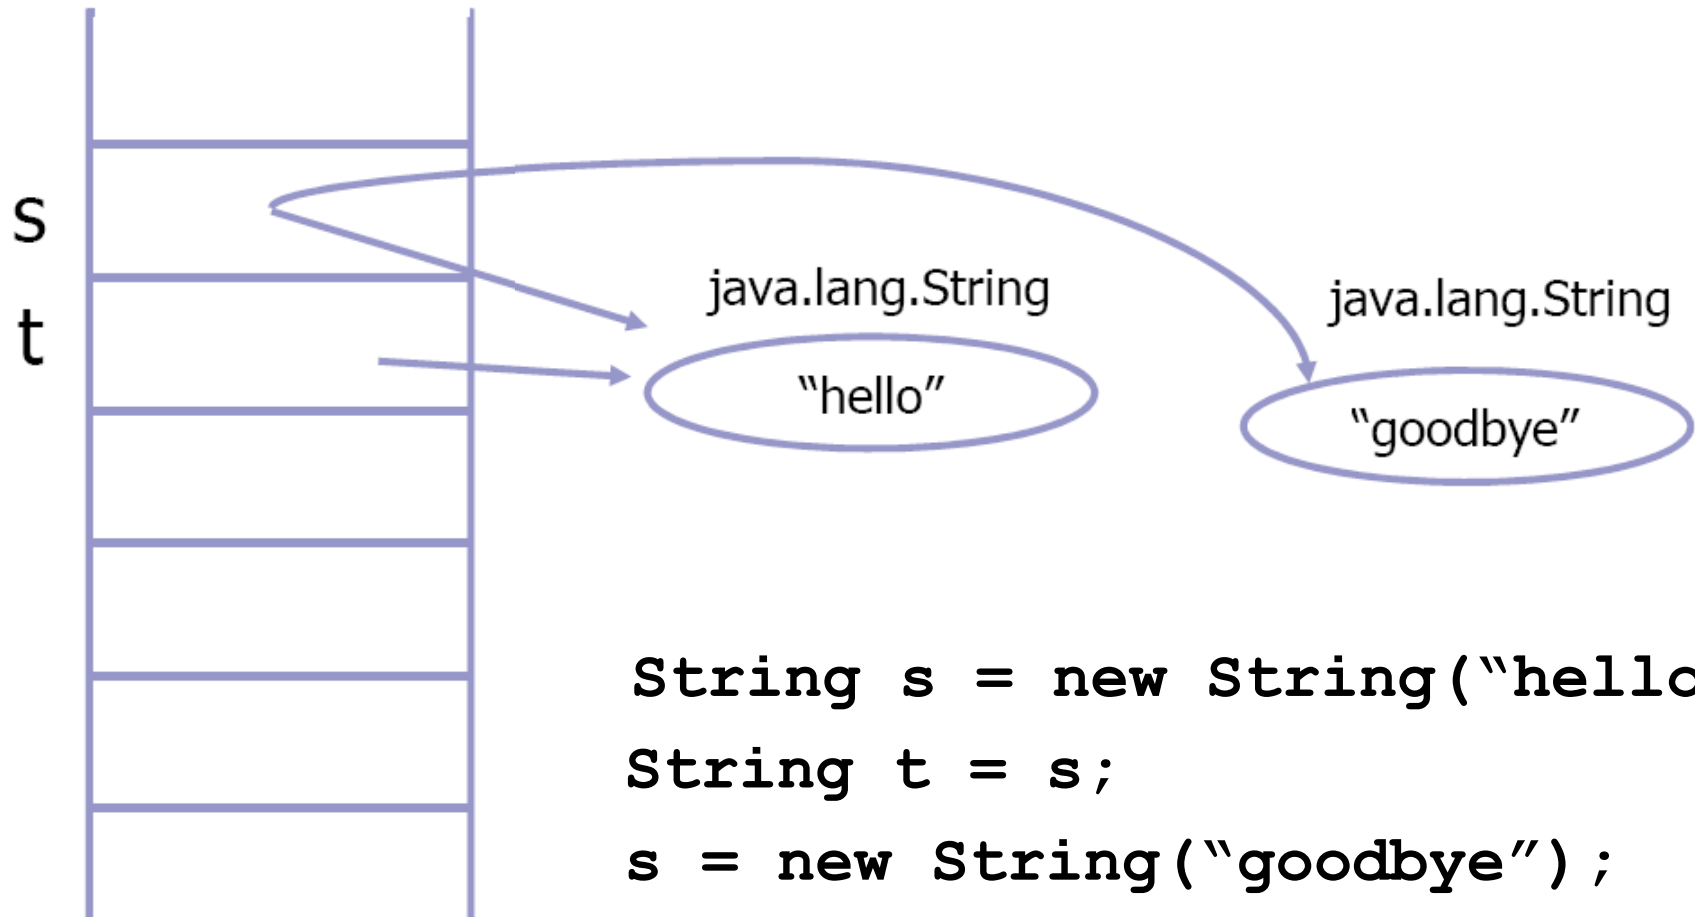 s
t
java.lang.String
java.lang.String
“hello”
“goodbye”
String s = new String(“hello
String t = s;
s = new String(“goodbye”);